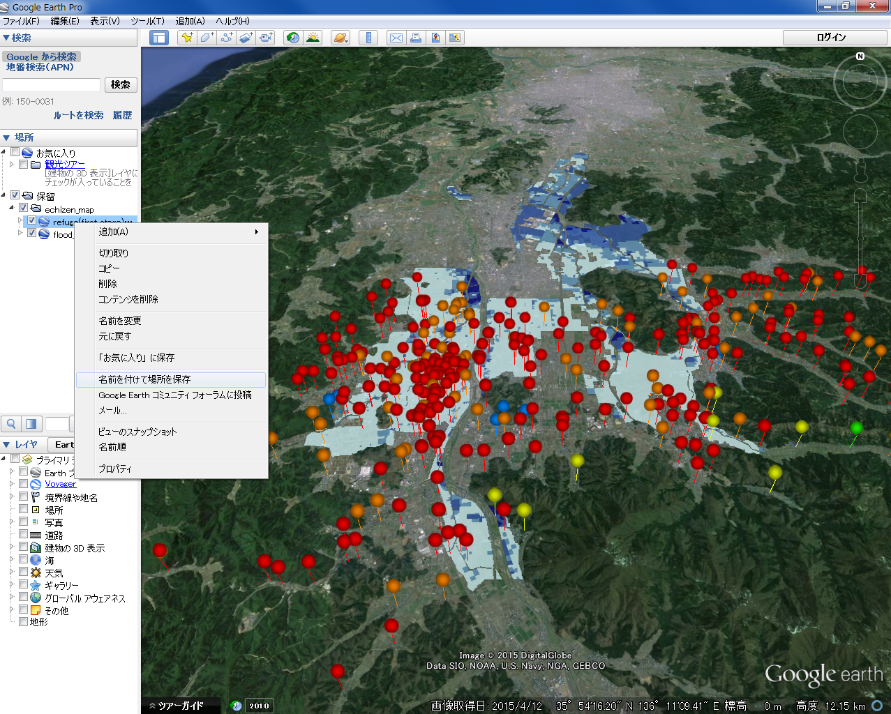 Google Earth Pro
ファイル(F) 編集(E) 表示(V) ツール(T) 追加(A) ヘルプ(H)
▼検索
ログイン
Google から検索
地番検索(APN)
検索
例: 150-0031
ルートを検索 履歴
▼ 場所
お気に入り
観光ツアー
[建物の 3D 表示]レイヤに
チェックが入っていることを
保留
echizen_map
flood_
追加(A)
切り取り
コピー
削除
コンテンツを削除
名前を変更
元に戻す
「お気に入り」に保存
名前を付けて場所を保存
Google Earth コミュニティ フォーラムに投稿
メール...
ビューのスナップショット
名前順
プロパティ
▼ レイヤ Eart
プライマリ
Earth
Voyager
境界線や地名
場所
写真
道路
建物の 3D 表示
海
天気
ギャラリー
グローバル アウェアネス
その他
地形
N
Image © 2015 DigitalGlobe
Data SIO, NOAA, U.S. Navy, NGA, GEBCO
Google earth
ツアーガイド
2010
画像取得日 2015/4/12 35° 54'16.20" N 136° 11'09.41" E 標高 0 m 高度 12.15 km